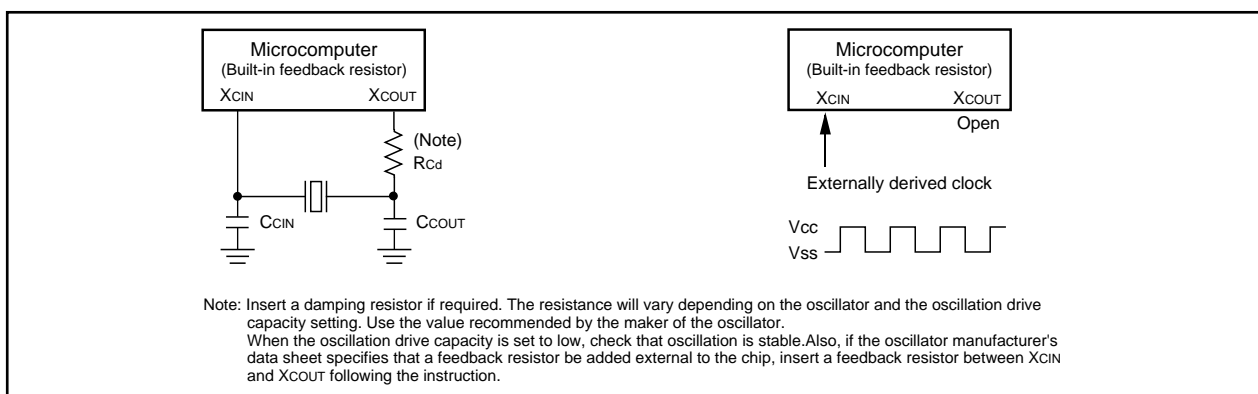 Microcomputer
(Built-in feedback resistor)
XCIN XCOUT
(Note)
RCd
CCIN CCOUT
Microcomputer
(Built-in feedback resistor)
XCIN XCOUT
Open
Externally derived clock
Vcc
Vss
Note: Insert a damping resistor if required. The resistance will vary depending on the oscillator and the oscillation drive
capacity setting. Use the value recommended by the maker of the oscillator.
When the oscillation drive capacity is set to low, check that oscillation is stable.Also, if the oscillator manufacturer's
data sheet specifies that a feedback resistor be added external to the chip, insert a feedback resistor between XCIN
and XCOUT following the instruction.